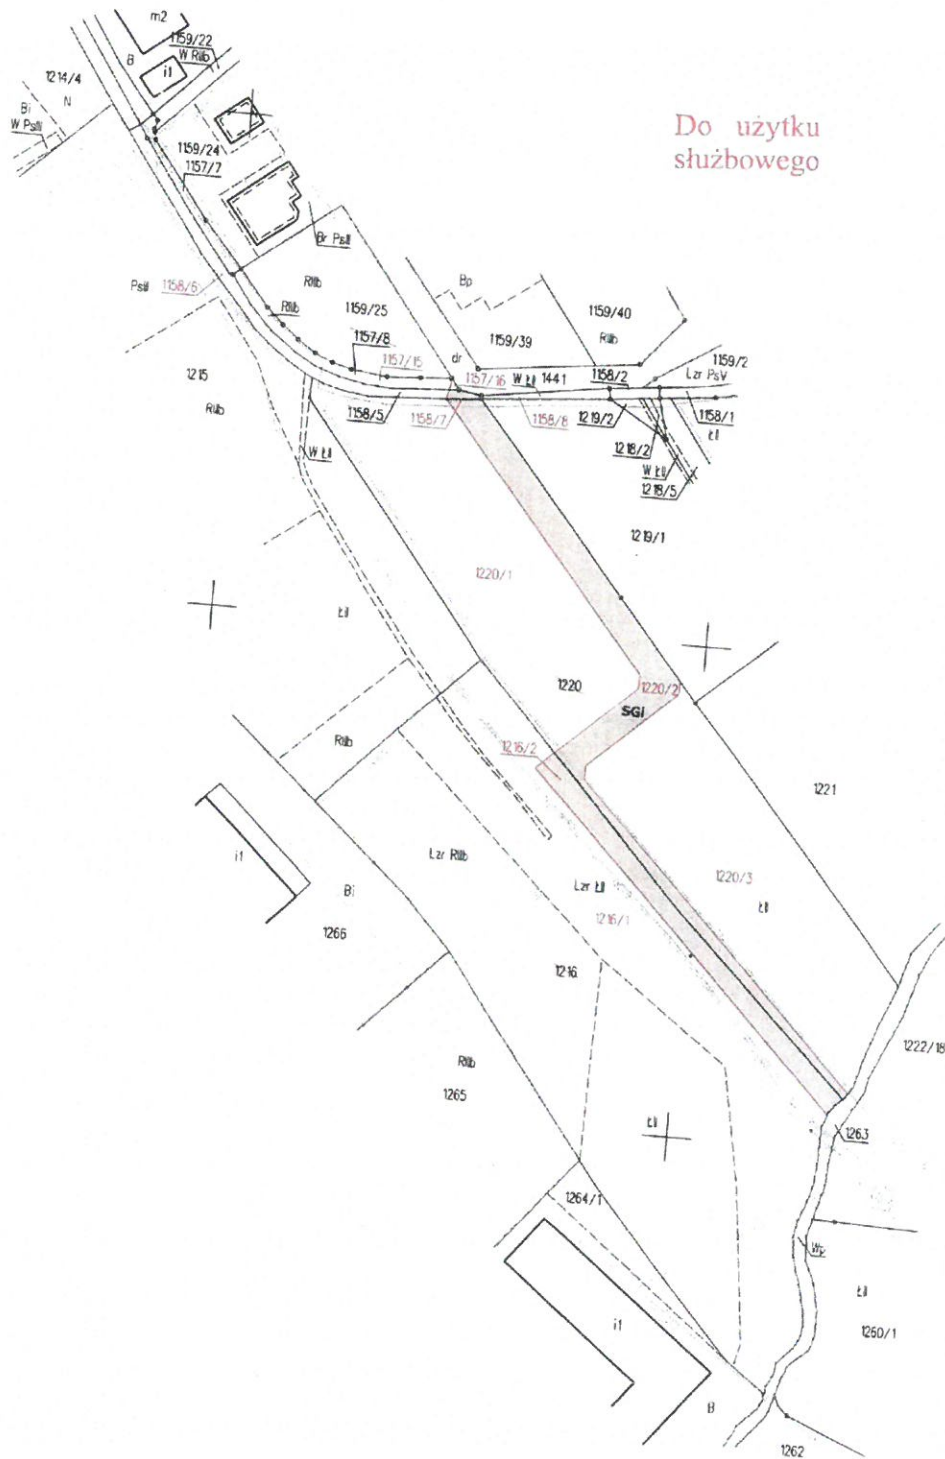 m2
1159/22
W RIIIb
B
i1
1214/4
N
Bi
W PsIII
1159/24
1157/7
Do użytku
służbowego
Br PsIII
PsIII
1158/6
RIIIb
RIIIb
1159/25
1157/8
1157/15
Bp
1159/40
RIIIb
1159/39
dr
1157/16
W ŁII
1441
1158/2
1159/2
Lzr PsV
1215
RIIIb
1158/5
1158/7
1158/8
1219/2
1158/1
ŁII
1218/2
W ŁII
W ŁII
1218/5
1219/1
1220/1
ŁII
1220
1220/2
SGI
RIIIb
1216/2
1221
i1
Lzr RIIIb
Bi
Lzr ŁII
1220/3
ŁII
1216/1
1266
1216
1222/18
RIIIb
1265
ŁII
1263
1264/1
Wp
ŁII
i1
1260/1
B
1262